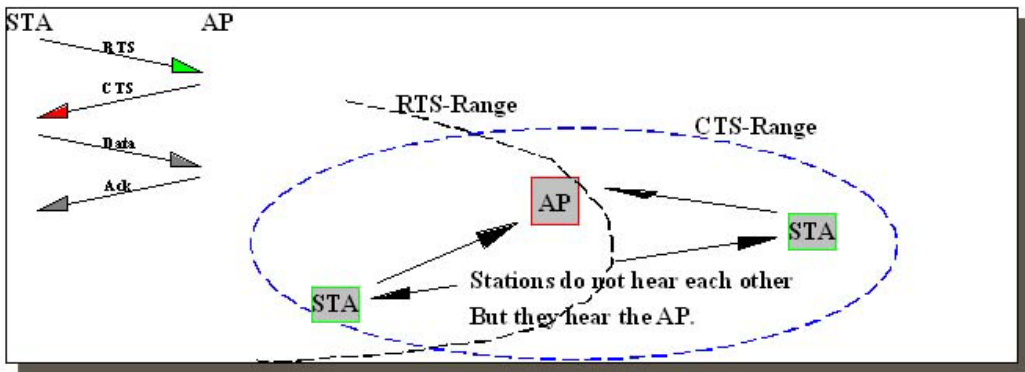 STA AP
RTS
CTS
Data
Ack
RTS-Range
CTS-Range
AP
STA
STA
Stations do not hear each other
But they hear the AP.